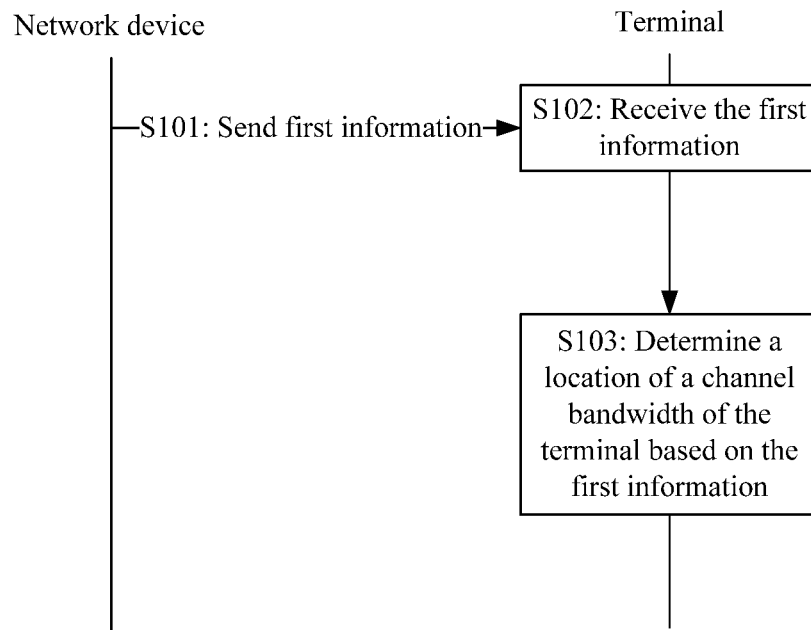 Network device
Terminal
S101: Send first information
S102: Receive the first
information
S103: Determine a
location of a channel
bandwidth of the
terminal based on the
first information